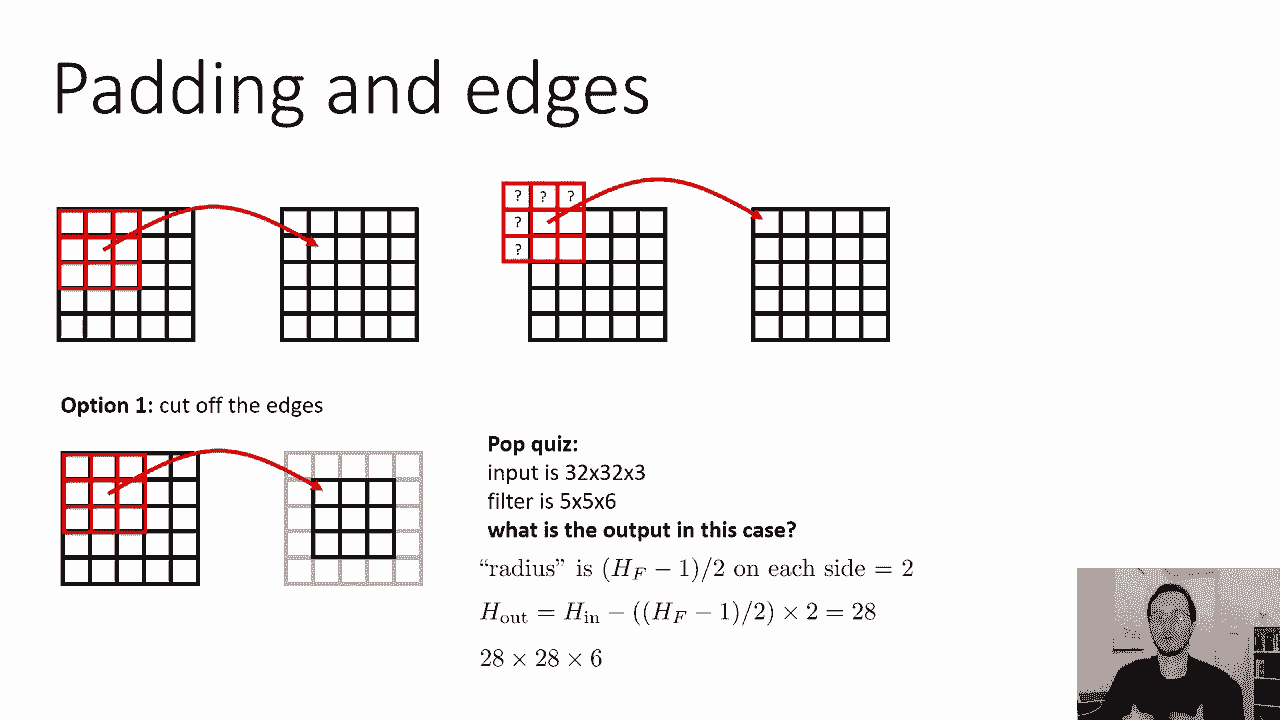 Padding and edges
? ? ?
?
?
Option 1: cut off the edges
Pop quiz:
input is 32x32x3
filter is 5x5x6
what is the output in this case?
“radius” is $(H_F - 1)/2$ on each side $= 2$
$H_{\text{out}} = H_{\text{in}} - ((H_F - 1)/2) \times 2 = 28$
$28 \times 28 \times 6$